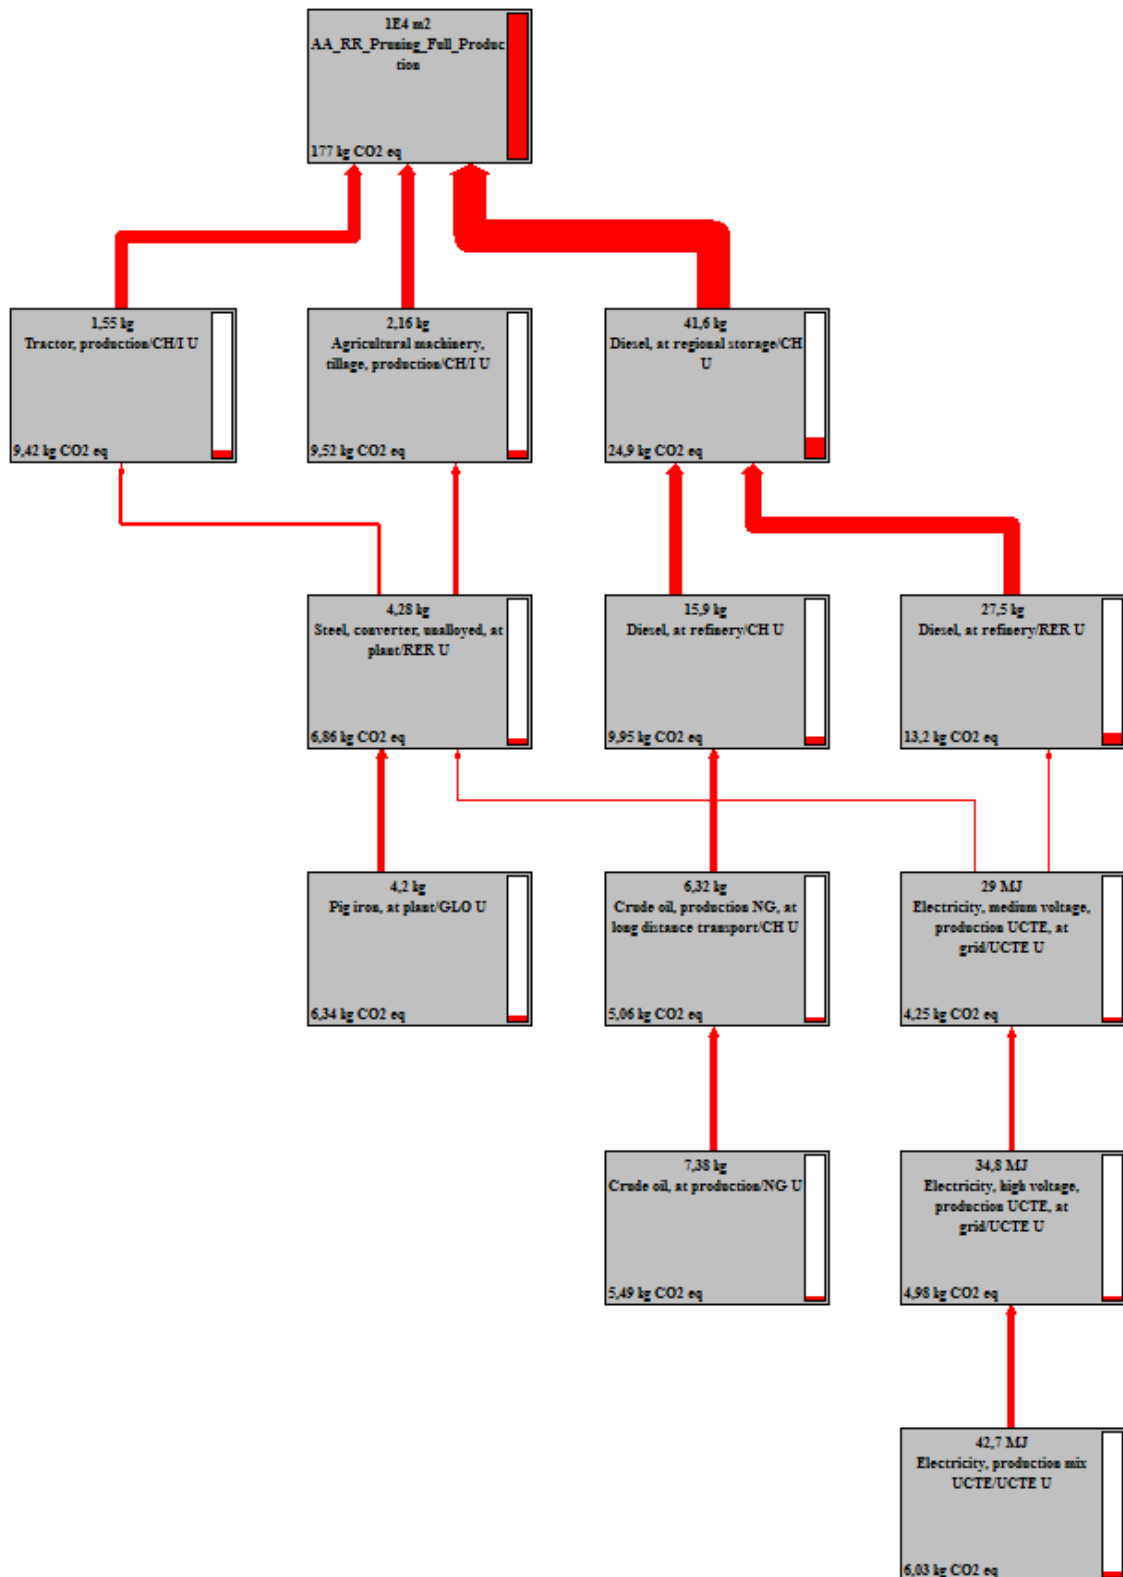 1E4 m2
AA_RR_Pruning_Full_Produc
tion
177 kg CO2 eq
1,55 kg
Tractor, production/CH/I U
9,42 kg CO2 eq
2,16 kg
Agricultural machinery,
tillage, production/CH/I U
9,52 kg CO2 eq
41,6 kg
Diesel, at regional storage/CH
U
24,9 kg CO2 eq
4,28 kg
Steel, converter, unalloyed, at
plant/RER U
6,86 kg CO2 eq
15,9 kg
Diesel, at refinery/CH U
9,95 kg CO2 eq
27,5 kg
Diesel, at refinery/RER U
13,2 kg CO2 eq
4,2 kg
Pig iron, at plant/GLO U
6,34 kg CO2 eq
6,32 kg
Crude oil, production NG, at
long distance transport/CH U
5,06 kg CO2 eq
29 MJ
Electricity, medium voltage,
production UCTE, at
grid/UCTE U
4,25 kg CO2 eq
7,38 kg
Crude oil, at production/NG U
5,49 kg CO2 eq
34,8 MJ
Electricity, high voltage,
production UCTE, at
grid/UCTE U
4,98 kg CO2 eq
42,7 MJ
Electricity, production mix
UCTE/UCTE U
6,03 kg CO2 eq